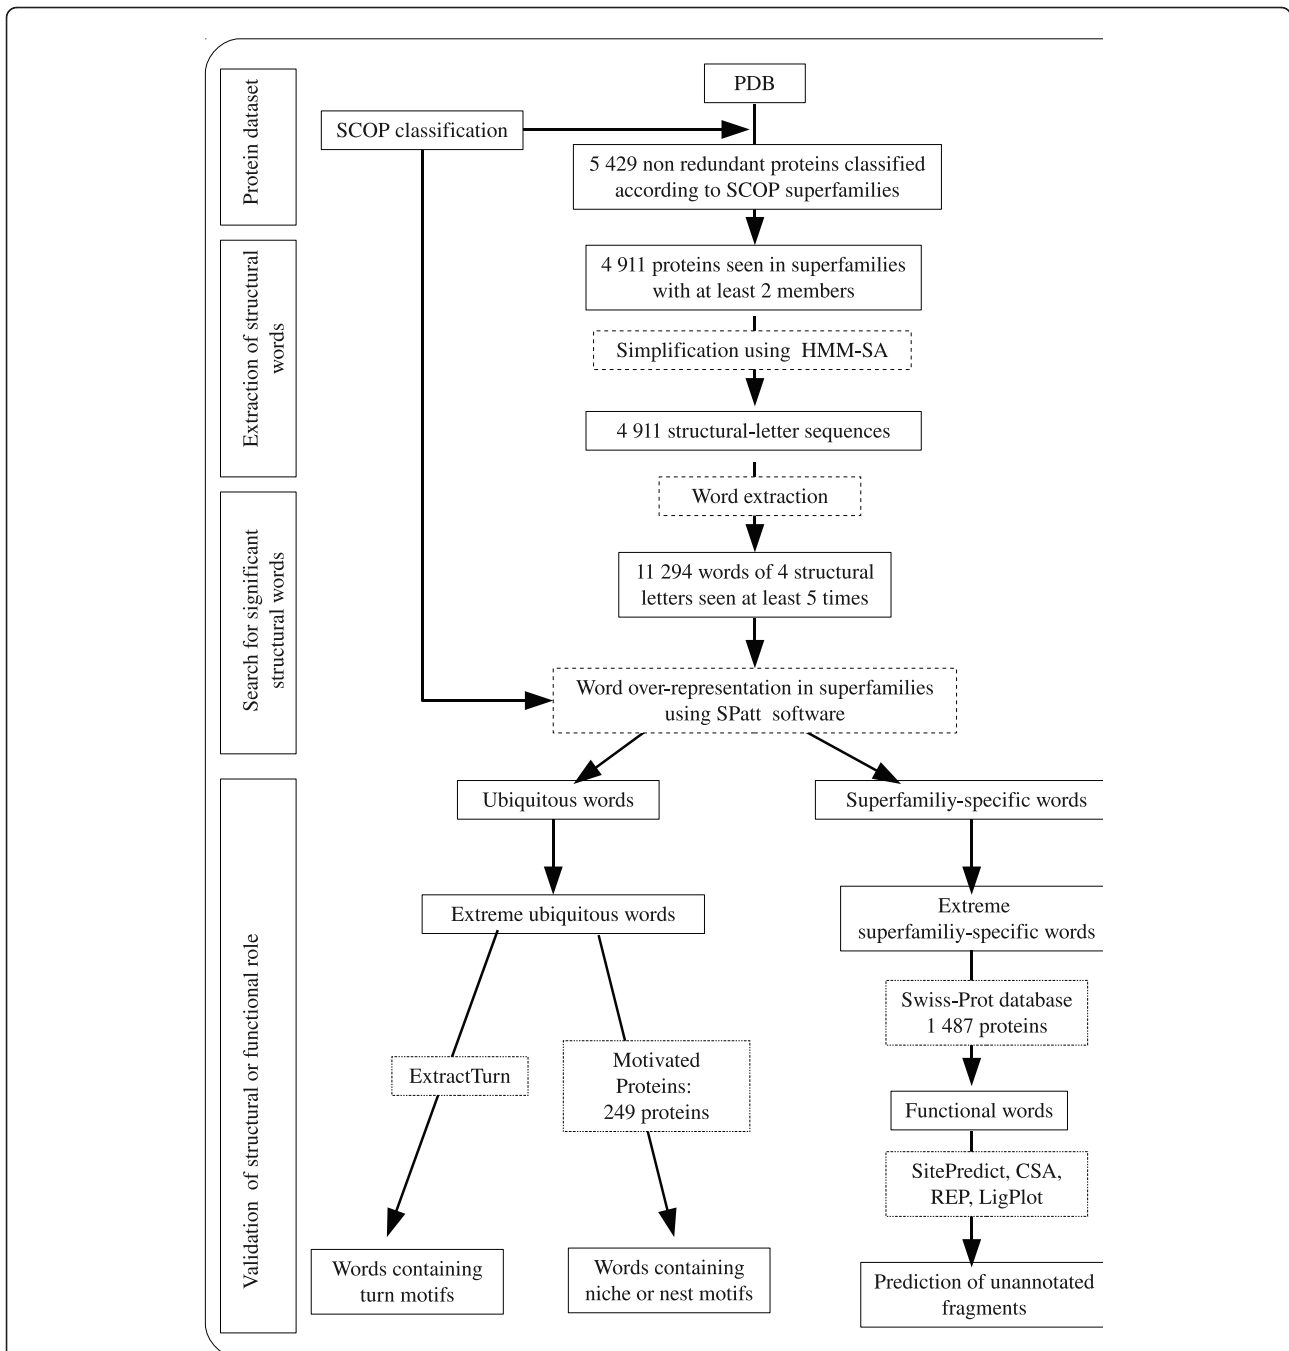 Protein dataset
PDB
SCOP classification
5 429 non redundant proteins classified
according to SCOP superfamilies
Extraction of structural
words
4 911 proteins seen in superfamilies
with at least 2 members
Simplification using HMM-SA
4 911 structural-letter sequences
Word extraction
Search for significant
structural words
11 294 words of 4 structural
letters seen at least 5 times
Word over-representation in superfamilies
using SPatt software
Validation of structural or functional role
Ubiquitous words
Superfamiliy-specific words
Extreme ubiquitous words
Extreme
superfamiliy-specific words
Swiss-Prot database
1 487 proteins
ExtractTurn
Motivated
Proteins:
249 proteins
Functional words
SitePredict, CSA,
REP, LigPlot
Words containing
turn motifs
Words containing
niche or nest motifs
Prediction of unannotated
fragments